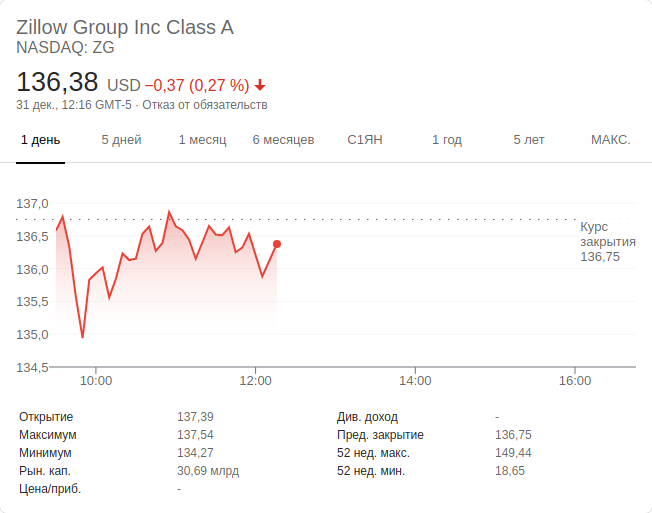 Zillow Group Inc Class A
NASDAQ: ZG
136,38 USD −0,37 (0,27 %)
31 дек., 12:16 GMT-5 · Отказ от обязательств
1 день 5 дней 1 месяц 6 месяцев С1ЯН 1 год 5 лет МАКС.
137,0
136,5
136,0
135,5
135,0
134,5
Курс
закрытия
136,75
10:00 12:00 14:00 16:00
Открытие 137,39 Див. доход -
Максимум 137,54 Пред. закрытие 136,75
Минимум 134,27 52 нед. макс. 149,44
Рын. кап. 30,69 млрд 52 нед. мин. 18,65
Цена/приб. -